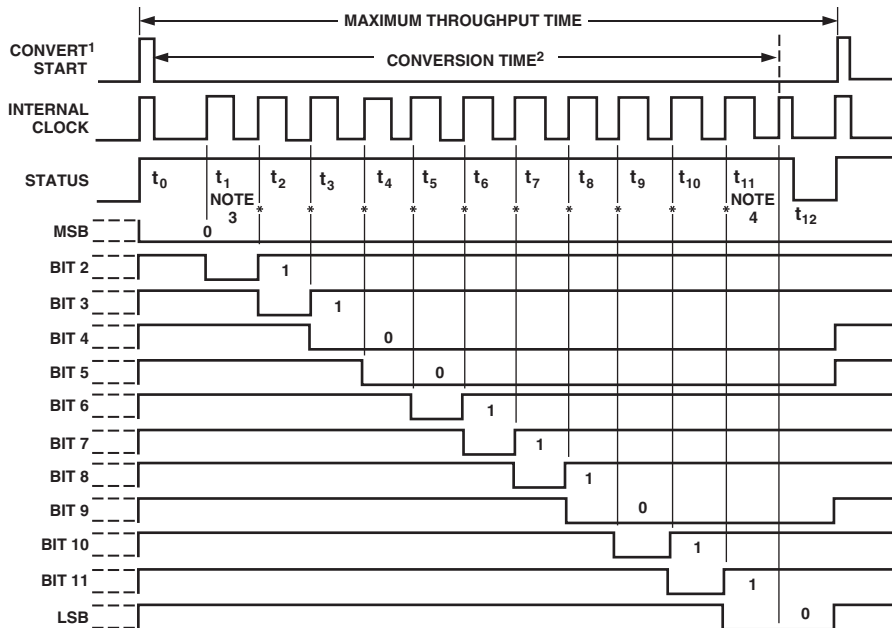 MAXIMUM THROUGHPUT TIME
CONVERT¹
START
CONVERSION TIME²
INTERNAL
CLOCK
STATUS
t₀ t₁ t₂ t₃ t₄ t₅ t₆ t₇ t₈ t₉ t₁₀ t₁₁ t₁₂
NOTE
3
NOTE
4
* * * * * * * * * *
MSB 0
BIT 2 1
BIT 3 1
BIT 4 0
BIT 5 0
BIT 6 1
BIT 7 1
BIT 8 1
BIT 9 0
BIT 10 1
BIT 11 1
LSB 0